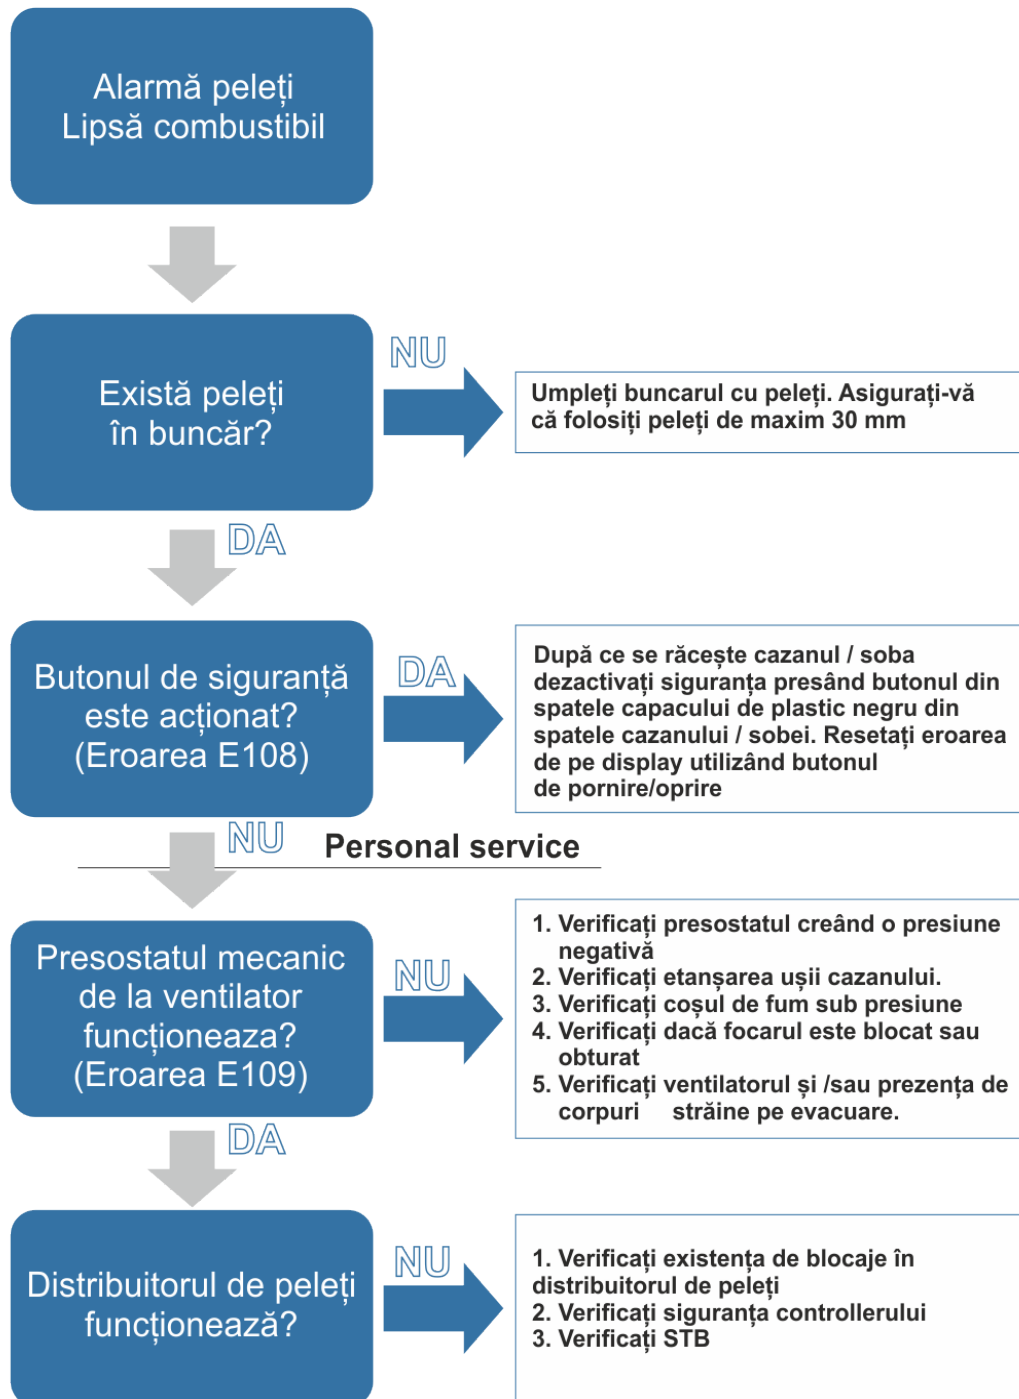 Alarmă peleți
Lipsă combustibil
Există peleți
în buncăr?
NU
Umpleți buncarul cu peleți. Asigurați-vă
că folosiți peleți de maxim 30 mm
DA
Butonul de siguranță
este acționat?
(Eroarea E108)
DA
După ce se răcește cazanul / soba
dezactivați siguranța presând butonul din
spatele capacului de plastic negru din
spatele cazanului / sobei. Resetați eroarea
de pe display utilizând butonul
de pornire/oprire
NU
Personal service
Presostatul mecanic
de la ventilator
funcționeaza?
(Eroarea E109)
NU
1. Verificați presostatul creând o presiune
negativă
2. Verificați etanșarea ușii cazanului.
3. Verificați coșul de fum sub presiune
4. Verificați dacă focarul este blocat sau
obturat
5. Verificați ventilatorul și /sau prezența de
corpuri străine pe evacuare.
DA
Distribuitorul de peleți
funcționează?
NU
1. Verificați existența de blocaje în
distribuitorul de peleți
2. Verificați siguranța controllerului
3. Verificați STB